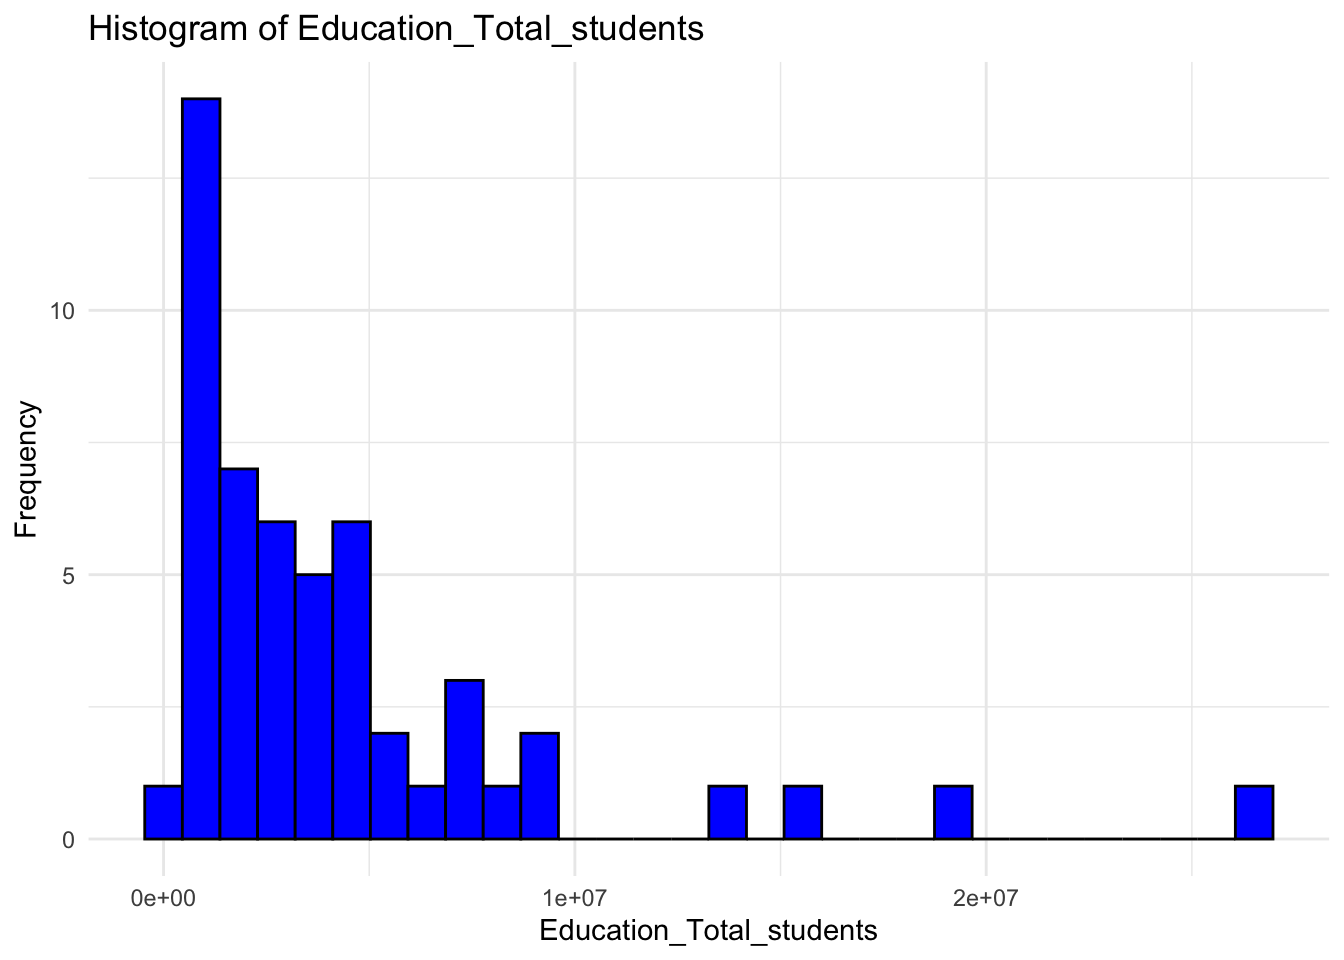 Histogram of Education_Total_students
Frequency
10
5
0
0e+00 1e+07 2e+07
Education_Total_students